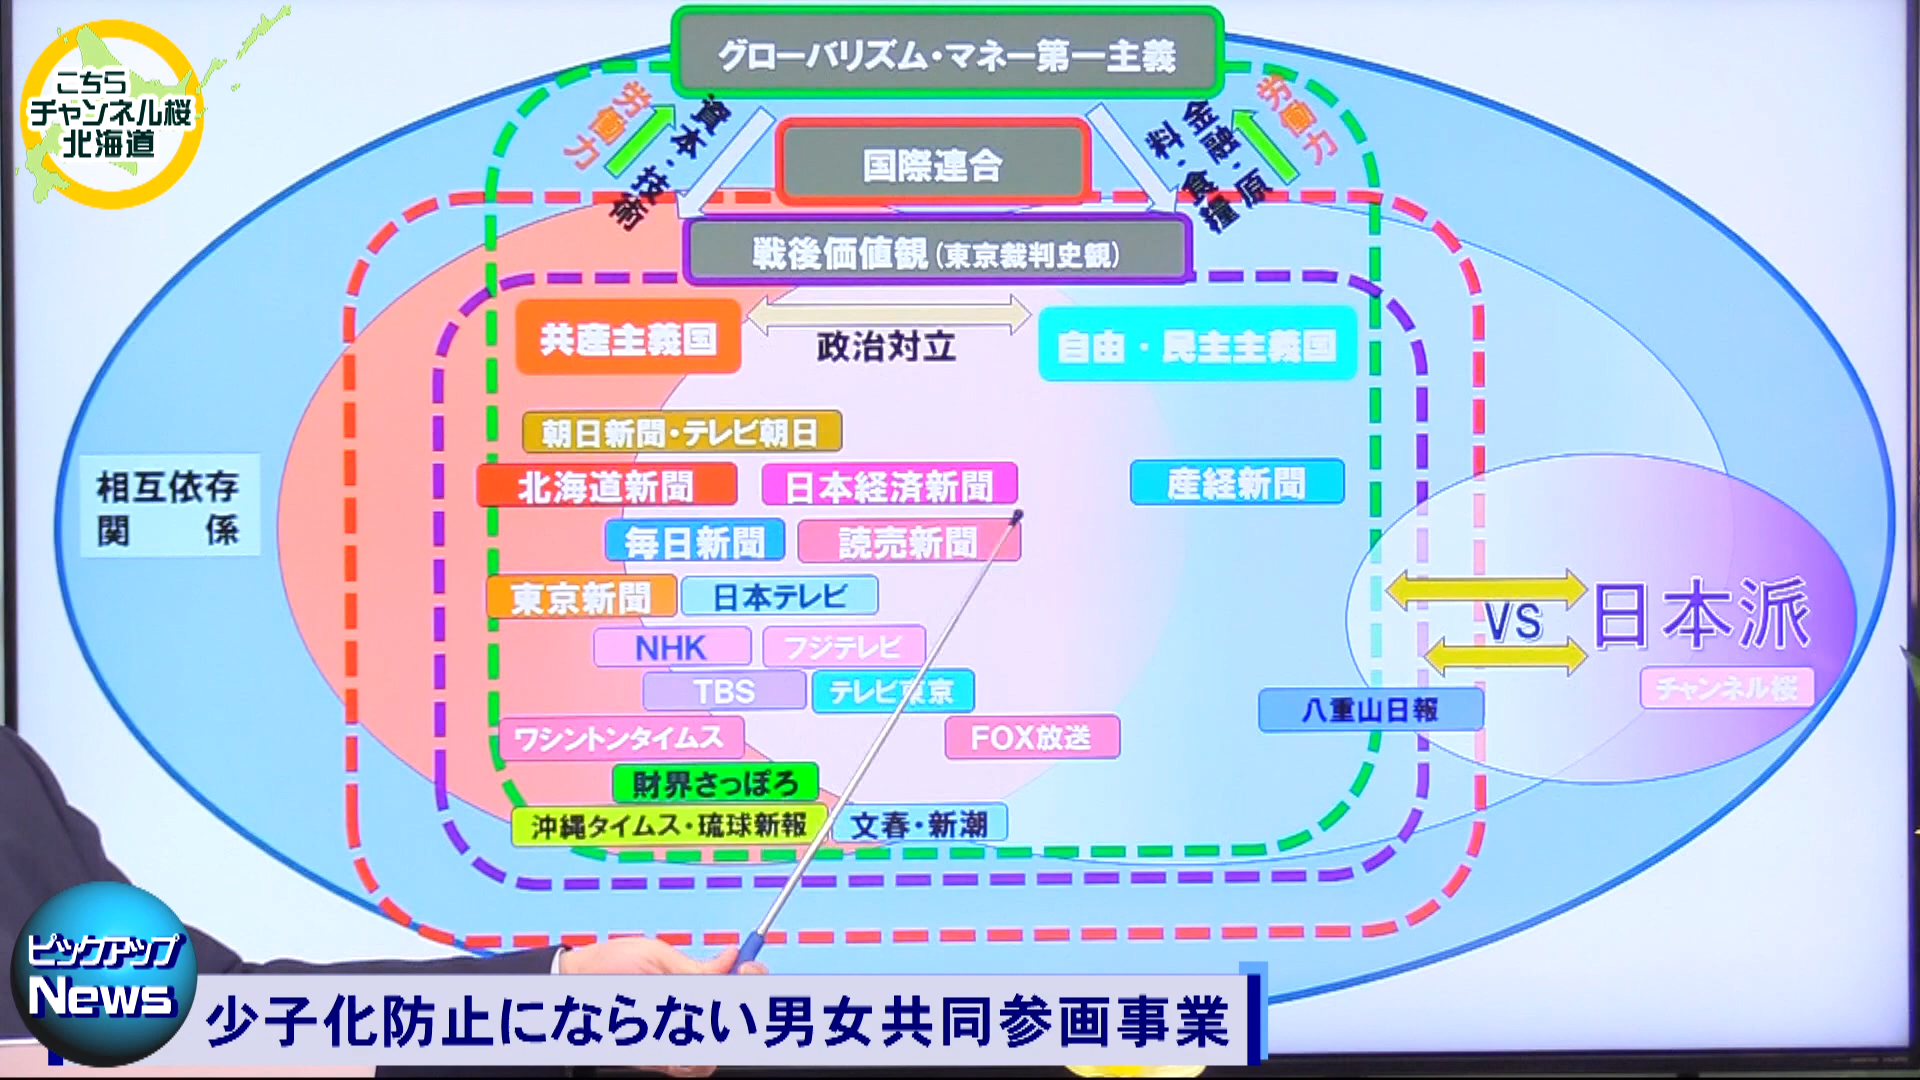 こちら
チャンネル桜
北海道
グローバリズム・マネー第一主義
労働力
資本・技術
金融・原
料・食糧
労働力
国際連合
戦後価値観(東京裁判史観)
共産主義国
政治対立
自由・民主主義国
朝日新聞・テレビ朝日
北海道新聞
日本経済新聞
産経新聞
相互依存
関係
毎日新聞
読売新聞
東京新聞
日本テレビ
VS
日本派
NHK
フジテレビ
TBS
テレビ東京
チャンネル桜
八重山日報
ワシントンタイムス
FOX放送
財界さっぽろ
沖縄タイムス・琉球新報
文春・新潮
ピックアップ
News
少子化防止にならない男女共同参画事業